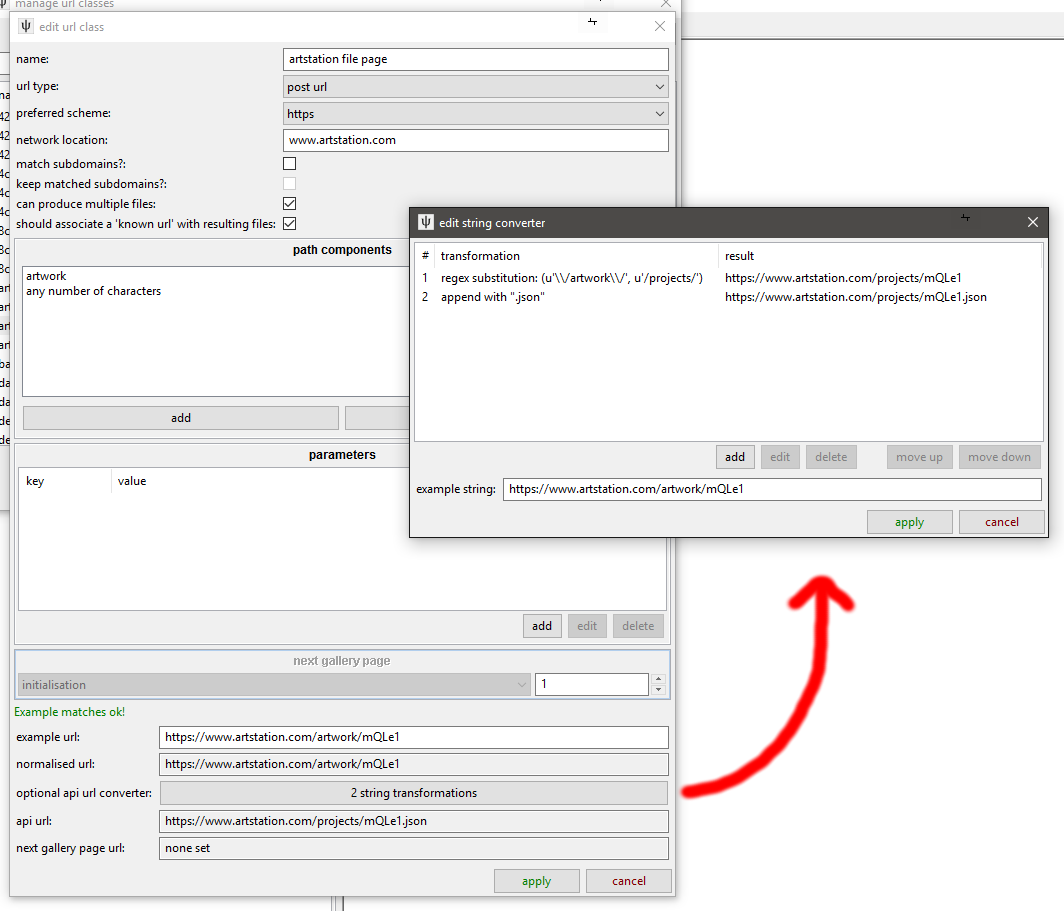 manage url classes
edit url class
name: artstation file page
url type: post url
preferred scheme: https
network location: www.artstation.com
match subdomains?:
keep matched subdomains?:
can produce multiple files:
should associate a 'known url' with resulting files:
path components
artwork
any number of characters
add
parameters
key value
add edit delete
next gallery page
initialisation 1
Example matches ok!
example url: https://www.artstation.com/artwork/mQLe1
normalised url: https://www.artstation.com/artwork/mQLe1
optional api url converter: 2 string transformations
api url: https://www.artstation.com/projects/mQLe1.json
next gallery page url: none set
apply cancel
edit string converter
# transformation result
1 regex substitution: (u'\\/artwork\\/', u'/projects/') https://www.artstation.com/projects/mQLe1
2 append with ".json" https://www.artstation.com/projects/mQLe1.json
add edit delete move up move down
example string: https://www.artstation.com/artwork/mQLe1
apply cancel